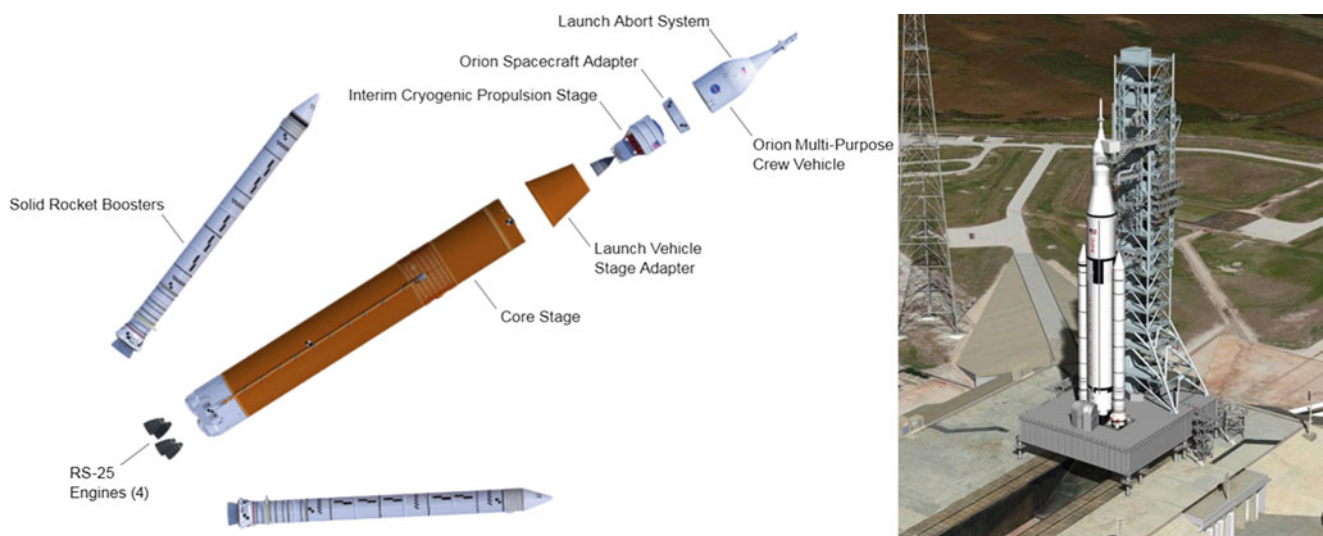 Launch Abort System
Orion Spacecraft Adapter
Interim Cryogenic Propulsion Stage
Orion Multi-Purpose
Crew Vehicle
Solid Rocket Boosters
Launch Vehicle
Stage Adapter
Core Stage
RS-25
Engines (4)